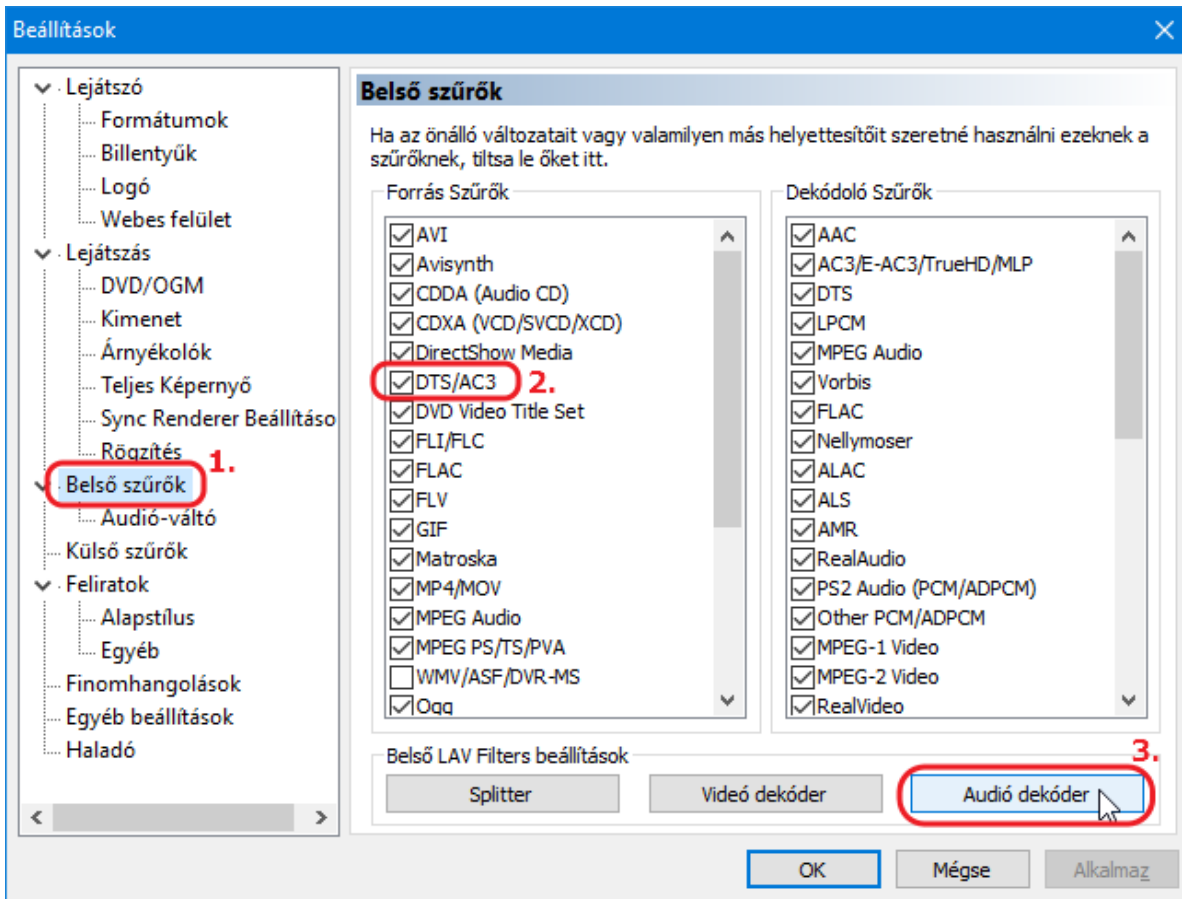 Beállítások
Lejátszó
Formátumok
Billentyűk
Logó
Webes felület
Lejátszás
DVD/OGM
Kimenet
Árnyékolók
Teljes Képernyő
Sync Renderer Beállításo
Rögzítés
1.
Belső szűrők
Audió-váltó
Külső szűrők
Feliratok
Alapstílus
Egyéb
Finomhangolások
Egyéb beállítások
Haladó
Belső szűrők
Ha az önálló változatait vagy valamilyen más helyettesítőit szeretné használni ezeknek a
szűrőknek, tiltsa le őket itt.
Forrás Szűrők
AVI
Avisynth
CDDA (Audio CD)
CDXA (VCD/SVCD/XCD)
DirectShow Media
DTS/AC3 2.
DVD Video Title Set
FLI/FLC
FLAC
FLV
GIF
Matroska
MP4/MOV
MPEG Audio
MPEG PS/TS/PVA
WMV/ASF/DVR-MS
Ogg
Dekódoló Szűrők
AAC
AC3/E-AC3/TrueHD/MLP
DTS
LPCM
MPEG Audio
Vorbis
FLAC
Nellymoser
ALAC
ALS
AMR
RealAudio
PS2 Audio (PCM/ADPCM)
Other PCM/ADPCM
MPEG-1 Video
MPEG-2 Video
RealVideo
Belső LAV Filters beállítások
3.
Splitter
Videó dekóder
Audió dekóder
OK
Mégse
Alkalmaz